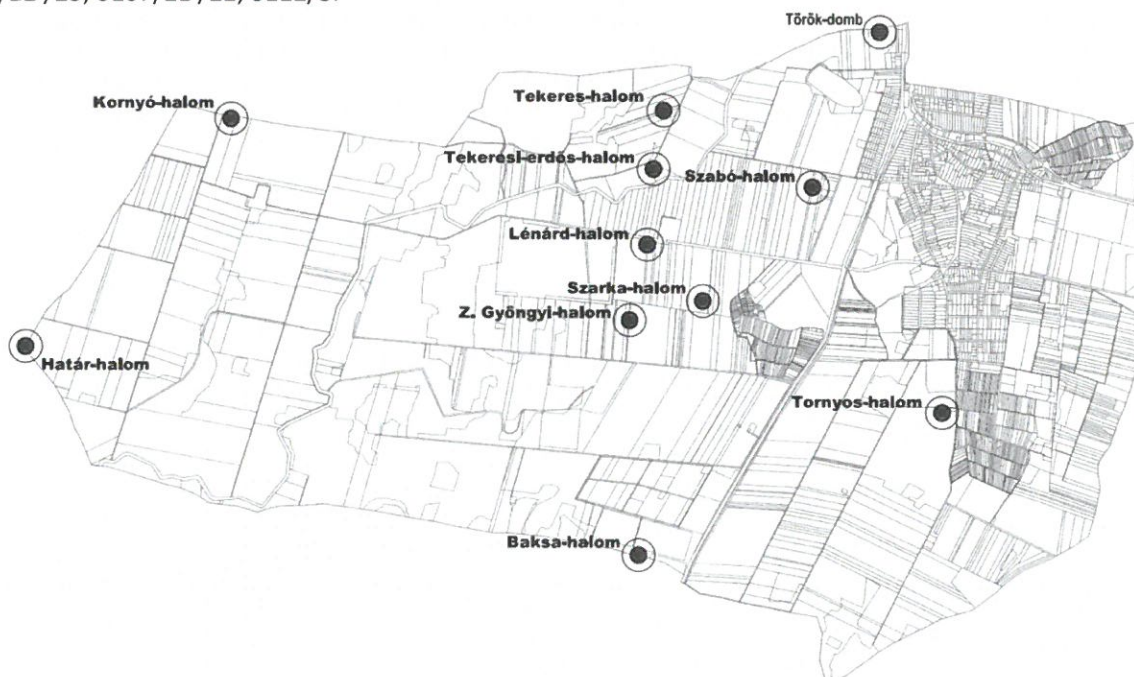 Török-domb
Kornyó-halom
Tekeres-halom
Tekeresi-erdős-halom
Szabó-halom
Lénárd-halom
Szarka-halom
Z. Gyöngyi-halom
Határ-halom
Tornyos-halom
Baksa-halom